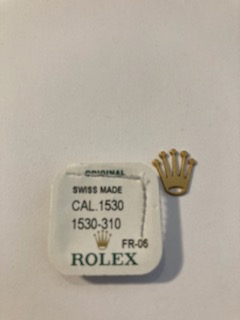 ORIGINAL
SWISS MADE
CAL.1530
1530-310
FR-05
ROLEX